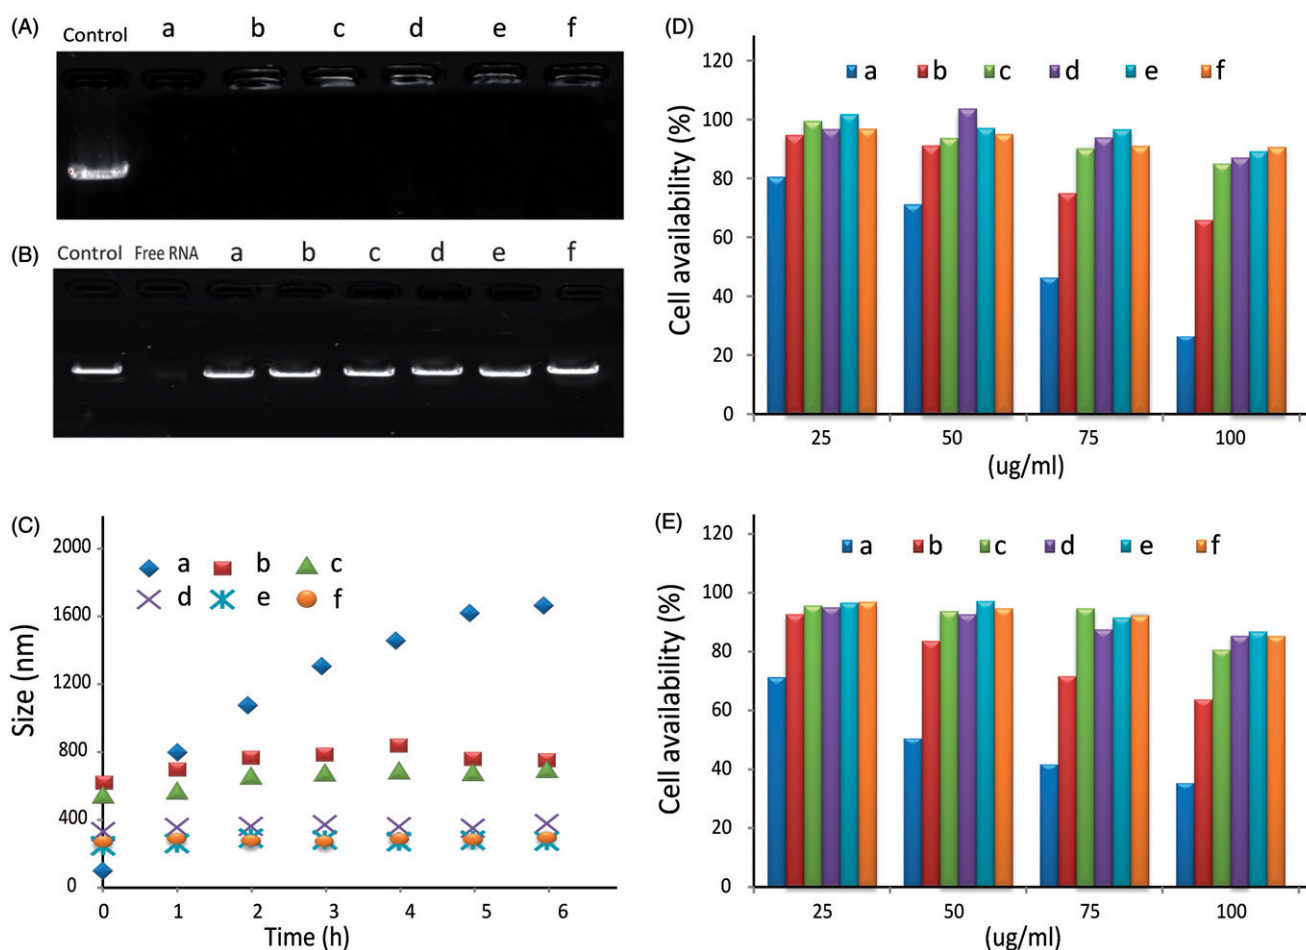 (A)
Control a b c d e f
(B)
Control Free RNA a b c d e f
(C)
2000
1600
1200
800
400
0
Size (nm)
a b c
d e f
0 1 2 3 4 5 6
Time (h)
(D)
120
100
80
60
40
20
0
Cell availability (%)
a b c d e f
25 50 75 100
(ug/ml)
(E)
120
100
80
60
40
20
0
Cell availability (%)
a b c d e f
25 50 75 100
(ug/ml)